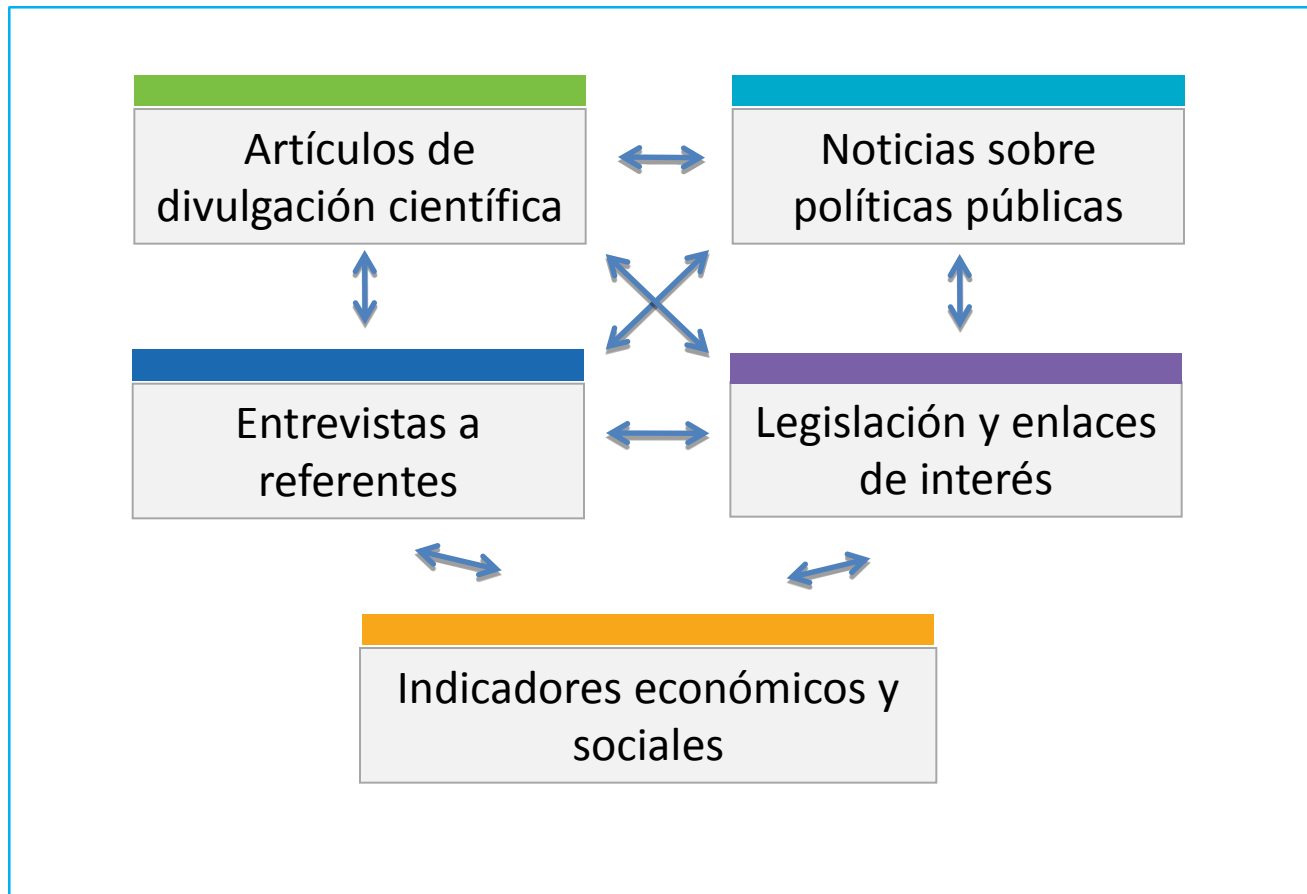 Artículos de
divulgación científica
Noticias sobre
políticas públicas
Entrevistas a
referentes
Legislación y enlaces
de interés
Indicadores económicos y
sociales